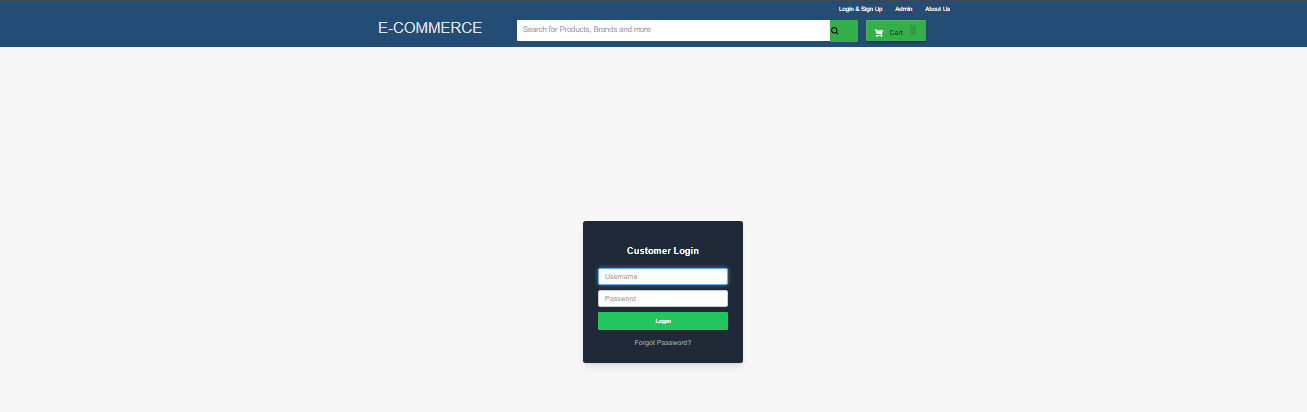 Login & Sign Up Admin About Us
E-COMMERCE
Search for Products, Brands and more
Cart
Customer Login
Username
Password
Login
Forgot Password?